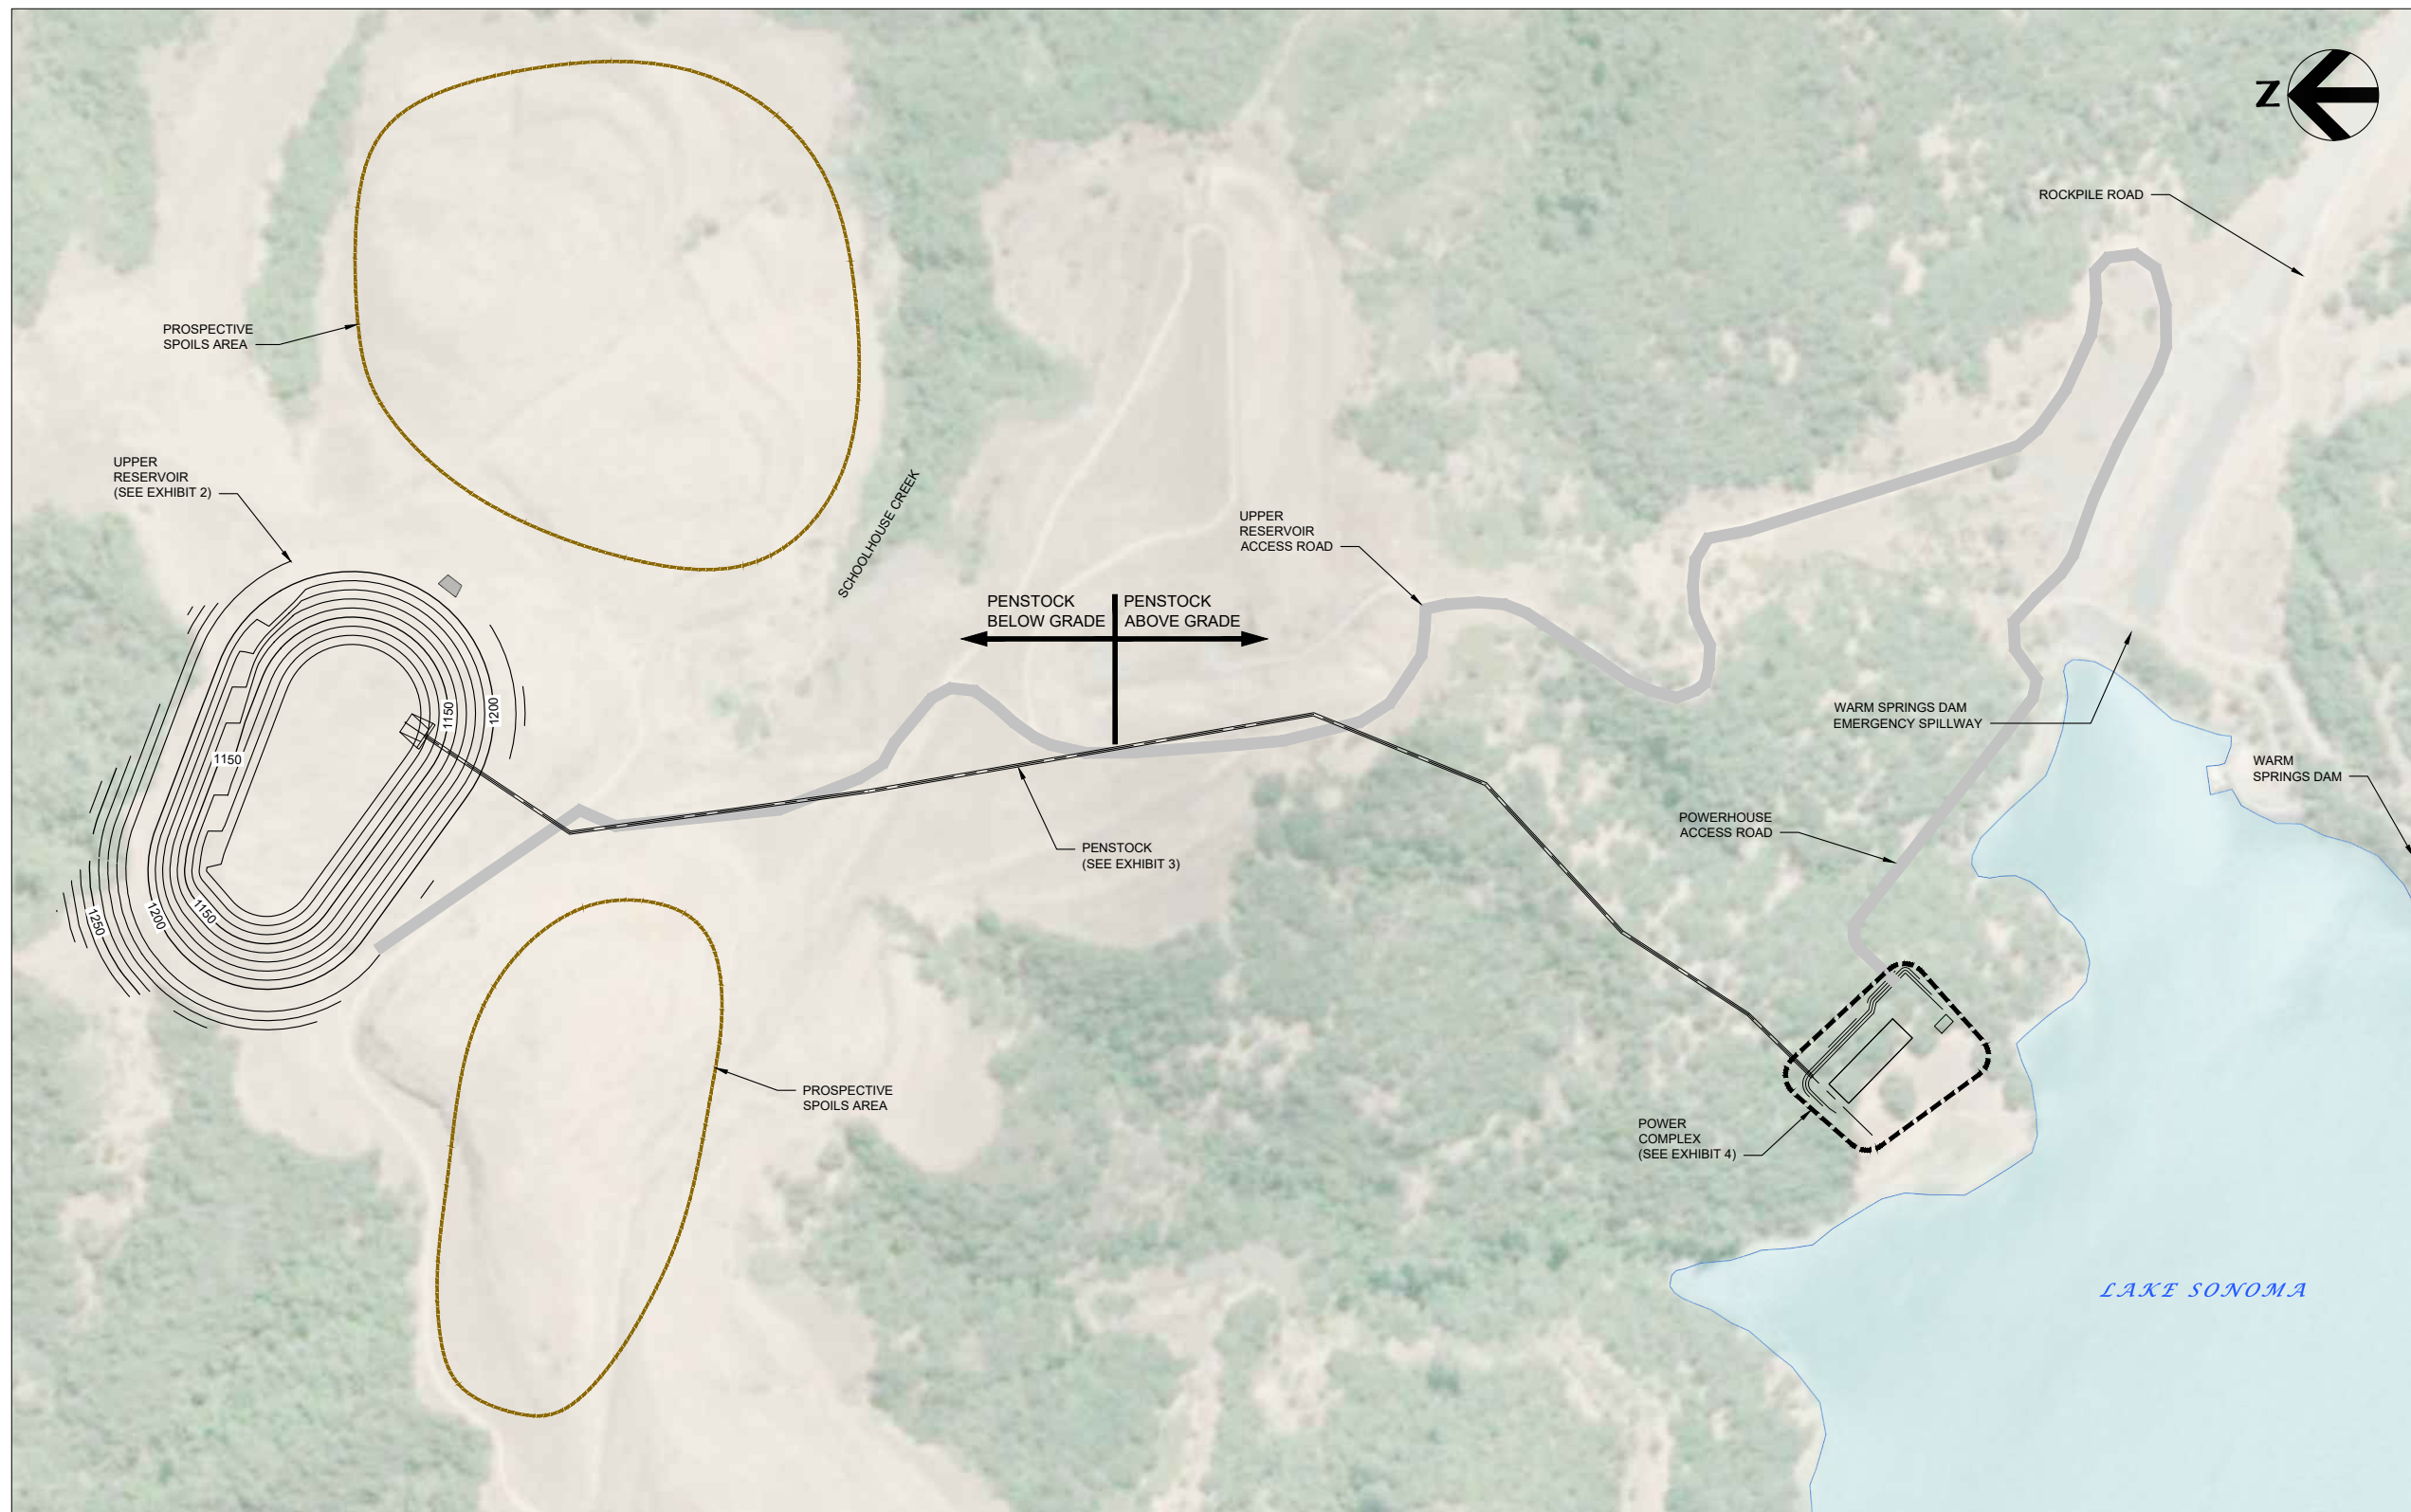 Z
ROCKPILE ROAD
PROSPECTIVE
SPOILS AREA
UPPER
RESERVOIR
(SEE EXHIBIT 2)
SCHOOLHOUSE CREEK
UPPER
RESERVOIR
ACCESS ROAD
PENSTOCK
BELOW GRADE
PENSTOCK
ABOVE GRADE
1150
1200
1150
WARM SPRINGS DAM
EMERGENCY SPILLWAY
WARM
SPRINGS DAM
POWERHOUSE
ACCESS ROAD
PENSTOCK
(SEE EXHIBIT 3)
1250
1200
1150
PROSPECTIVE
SPOILS AREA
POWER
COMPLEX
(SEE EXHIBIT 4)
LAKE SONOMA